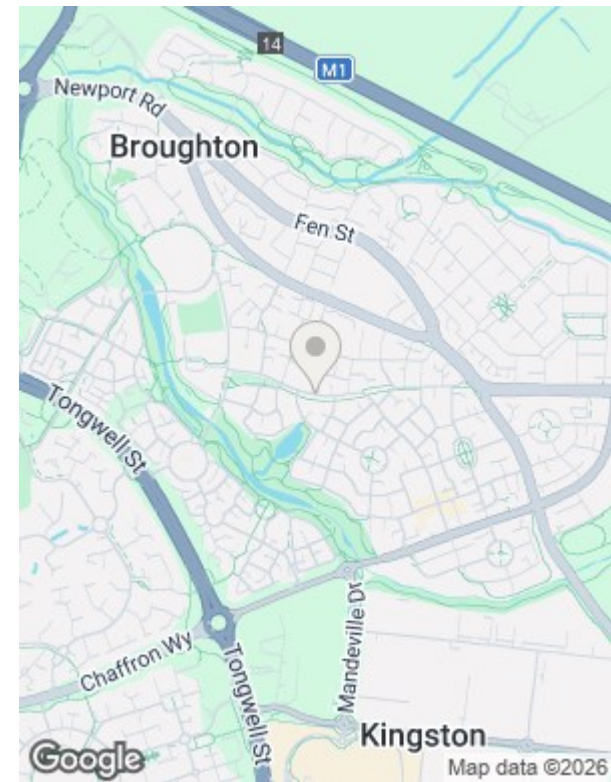 14
M1
Newport Rd
Broughton
Fen St
Tongwell St
Mandeville Dr
Chaffron Wy
Tongwell St
Kingston
Google
Map data ©2026